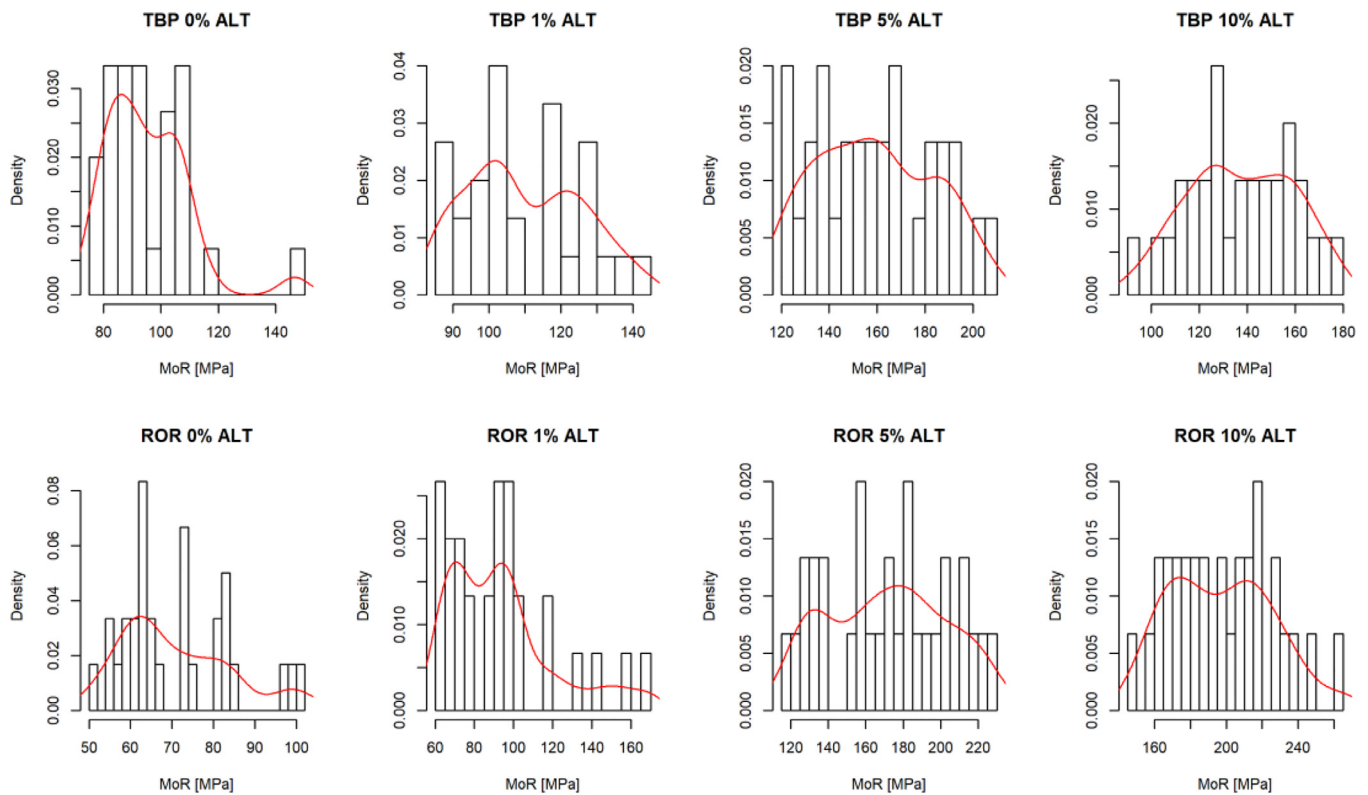 TBP 0% ALT
Density
0.000 0.010 0.020 0.030
80 100 120 140
MoR [MPa]
TBP 1% ALT
Density
0.00 0.01 0.02 0.03 0.04
90 100 120 140
MoR [MPa]
TBP 5% ALT
Density
0.000 0.005 0.010 0.015 0.020
120 140 160 180 200
MoR [MPa]
TBP 10% ALT
Density
0.000 0.005 0.010 0.015 0.020
100 120 140 160 180
MoR [MPa]
ROR 0% ALT
Density
0.00 0.02 0.04 0.06 0.08
50 60 70 80 90 100
MoR [MPa]
ROR 1% ALT
Density
0.000 0.005 0.010 0.020
60 80 100 120 140 160
MoR [MPa]
ROR 5% ALT
Density
0.000 0.005 0.010 0.015 0.020
120 140 160 180 200 220
MoR [MPa]
ROR 10% ALT
Density
0.000 0.005 0.010 0.015 0.020
160 200 240
MoR [MPa]